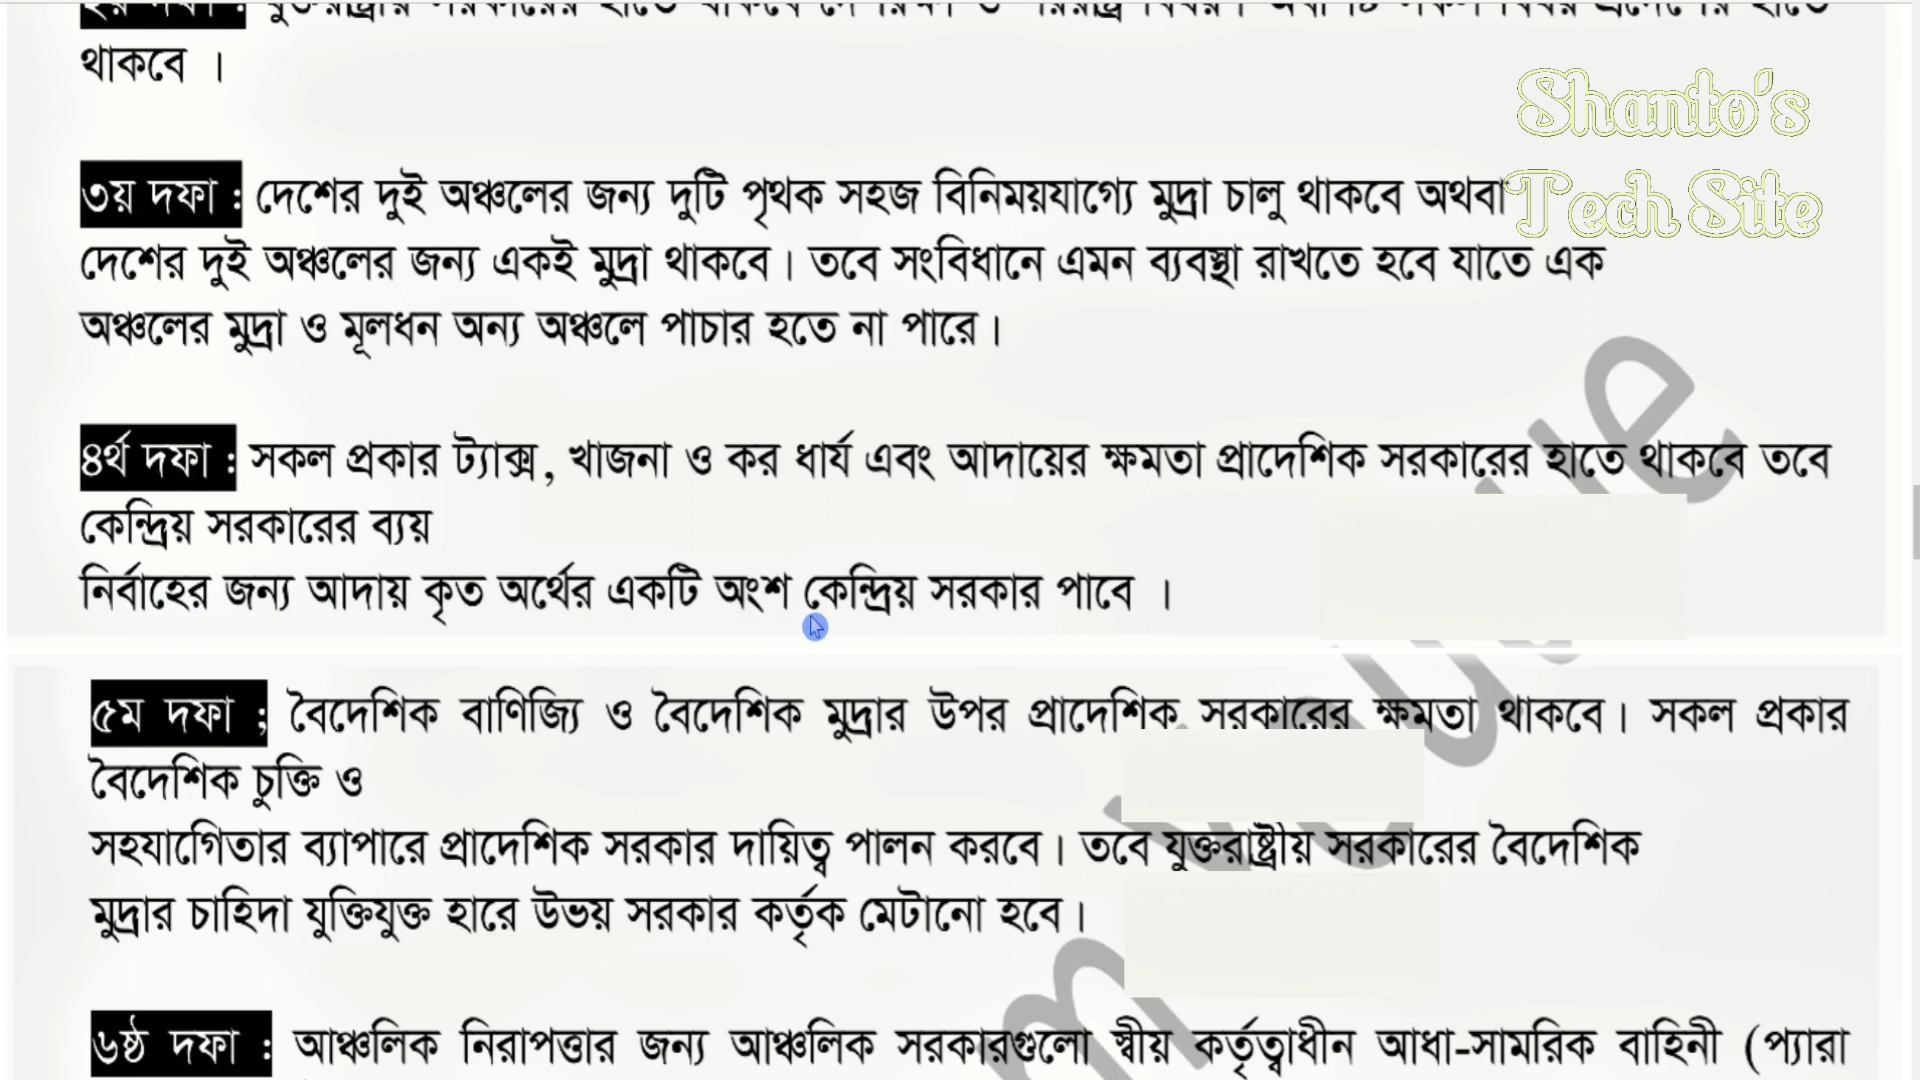 থাকবে ।
Shanto's
Tech Site
৩য় দফা : দেশের দুই অঞ্চলের জন্য দুটি পৃথক সহজ বিনিময়যাগ্যে মুদ্রা চালু থাকবে অথবা
দেশের দুই অঞ্চলের জন্য একই মুদ্রা থাকবে। তবে সংবিধানে এমন ব্যবস্থা রাখতে হবে যাতে এক
অঞ্চলের মুদ্রা ও মূলধন অন্য অঞ্চলে পাচার হতে না পারে।
৪র্থ দফা : সকল প্রকার ট্যাক্স, খাজনা ও কর ধার্য এবং আদায়ের ক্ষমতা প্রাদেশিক সরকারের হাতে থাকবে তবে
কেন্দ্রিয় সরকারের ব্যয়
নির্বাহের জন্য আদায় কৃত অর্থের একটি অংশ কেন্দ্রিয় সরকার পাবে ।
৫ম দফা ; বৈদেশিক বাণিজ্যি ও বৈদেশিক মুদ্রার উপর প্রাদেশিক সরকারের ক্ষমতা থাকবে। সকল প্রকার
বৈদেশিক চুক্তি ও
সহযাগেিতার ব্যাপারে প্রাদেশিক সরকার দায়িত্ব পালন করবে। তবে যুক্তরাষ্ট্রীয় সরকারের বৈদেশিক
মুদ্রার চাহিদা যুক্তিযুক্ত হারে উভয় সরকার কর্তৃক মেটানো হবে।
৬ষ্ঠ দফা : আঞ্চলিক নিরাপত্তার জন্য আঞ্চলিক সরকারগুলো স্বীয় কর্তৃত্বাধীন আধা-সামরিক বাহিনী (প্যারা